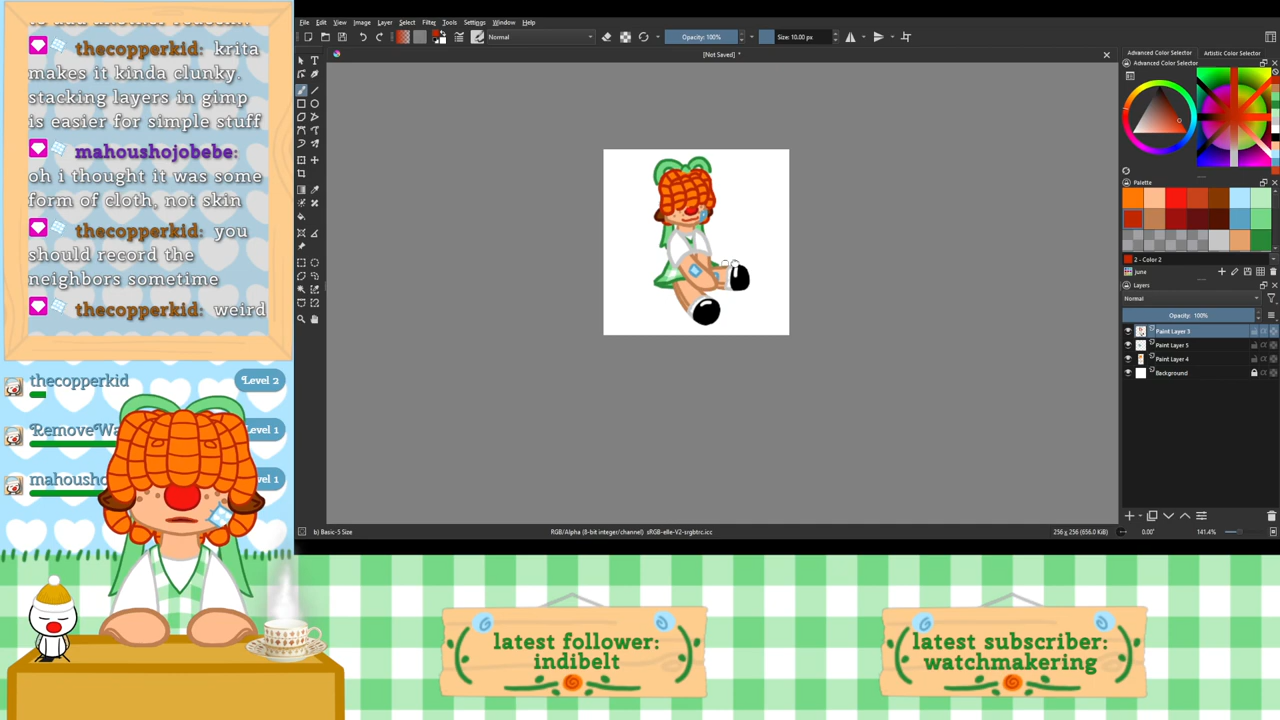 thecopperkid: krita
makes it kinda clunky.
stacking layers in gimp
is easier for simple stuff
mahoushojobebe:
oh i thought it was some
form of cloth, not skin
thecopperkid: you
should record the
neighbors sometime
thecopperkid: weird
thecopperkid Level 2
RemoveWa Level 1
mahousho Level 1
File Edit View Image Layer Select Filter Tools Settings Window Help
Normal Opacity: 100% Size: 10.00 px
[Not Saved] *
Advanced Color Selector Artistic Color Selector
Advanced Color Selector
Palette
2 - Color 2
june
Layers
Normal
Opacity: 100%
Paint Layer 3
Paint Layer 5
Paint Layer 4
Background
b) Basic-5 Size RGB/Alpha (8-bit integer/channel) sRGB-elle-V2-srgbtrc.icc 256 x 256 (656.0 KiB) 0.00° 141.4%
latest follower:
indibelt
latest subscriber:
watchmakering